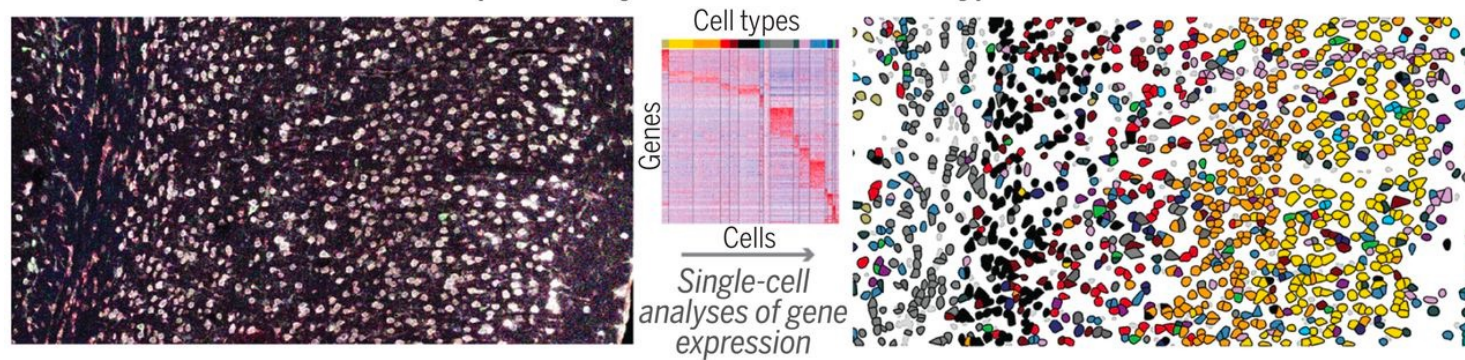 Cell types
Genes
Cells
Single-cell
analyses of gene
expression